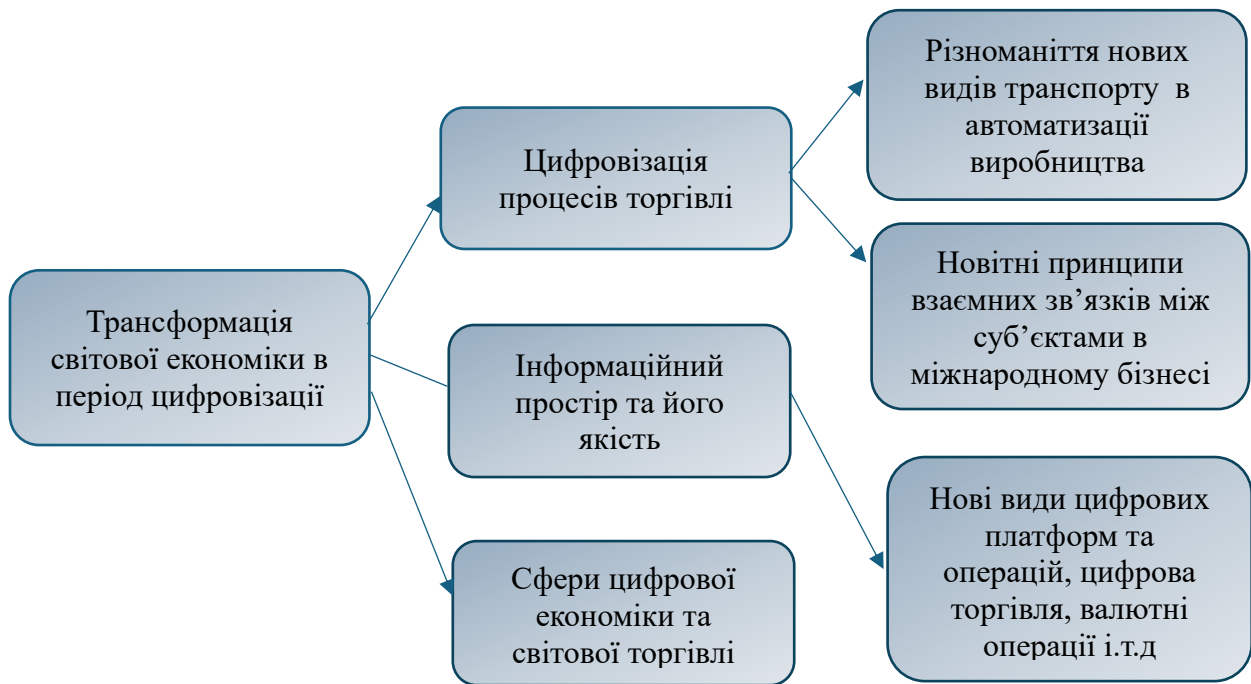 Трансформація
світової економіки в
період цифровізації
Цифровізація
процесів торгівлі
Інформаційний
простір та його
якість
Сфери цифрової
економіки та
світової торгівлі
Різноманіття нових
видів транспорту в
автоматизації
виробництва
Новітні принципи
взаємних зв’язків між
суб’єктами в
міжнародному бізнесі
Нові види цифрових
платформ та
операцій, цифрова
торгівля, валютні
операції і.т.д